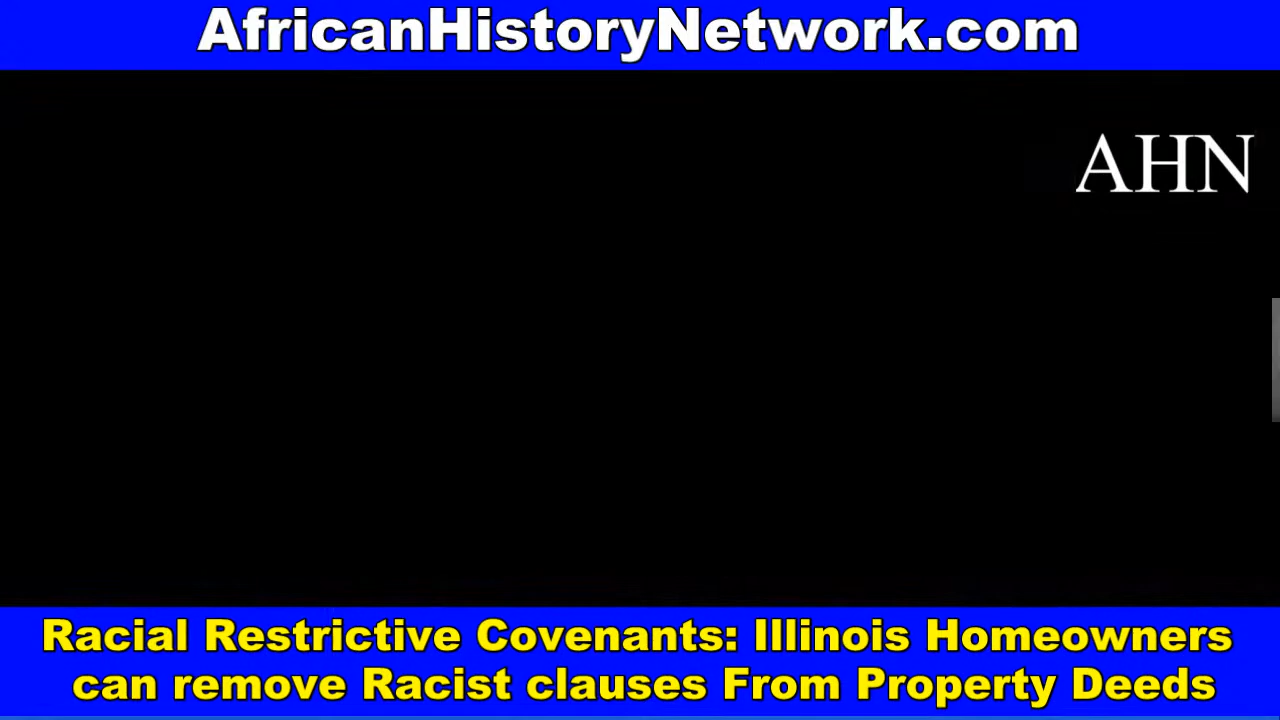 AfricanHistoryNetwork.com
AHN
Racial Restrictive Covenants: Illinois Homeowners
can remove Racist clauses From Property Deeds